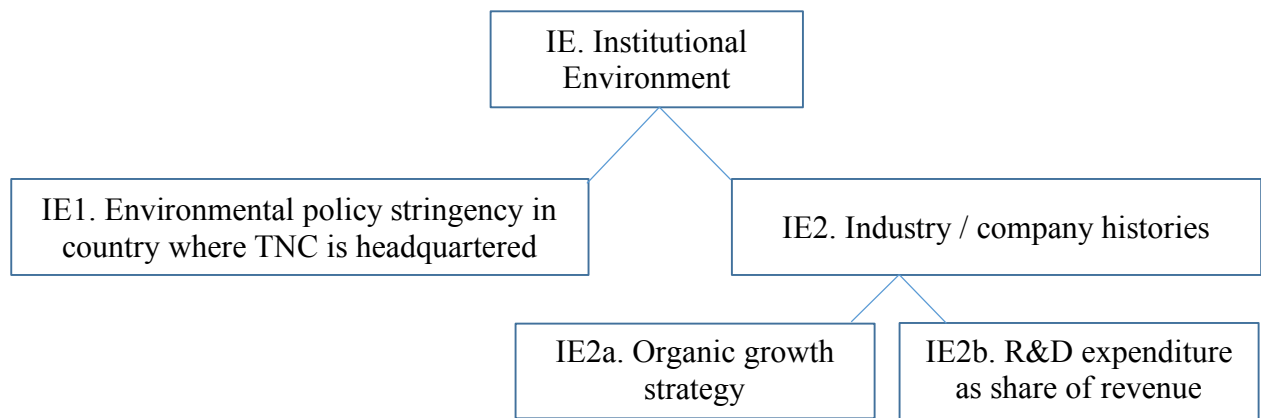 IE. Institutional
Environment
IE1. Environmental policy stringency in
country where TNC is headquartered
IE2. Industry / company histories
IE2a. Organic growth
strategy
IE2b. R&D expenditure
as share of revenue